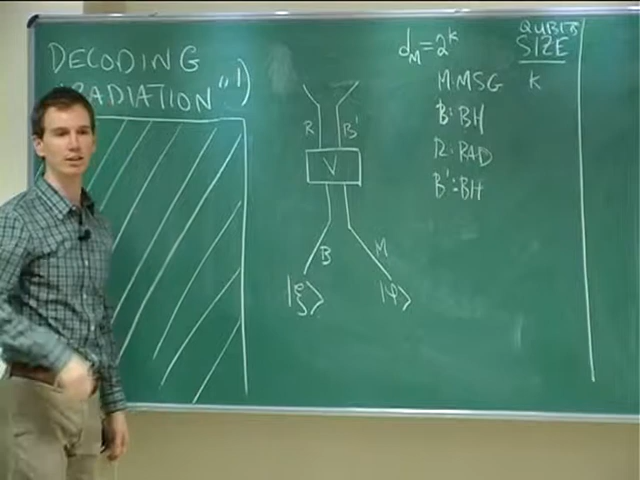 DECODING
RADIATION "1)
d_M = 2^k
QUBITS
SIZE
M: MSG k
B: BH
R: RAD
B': BH
R B'
V
B M
|ξ⟩ |φ⟩